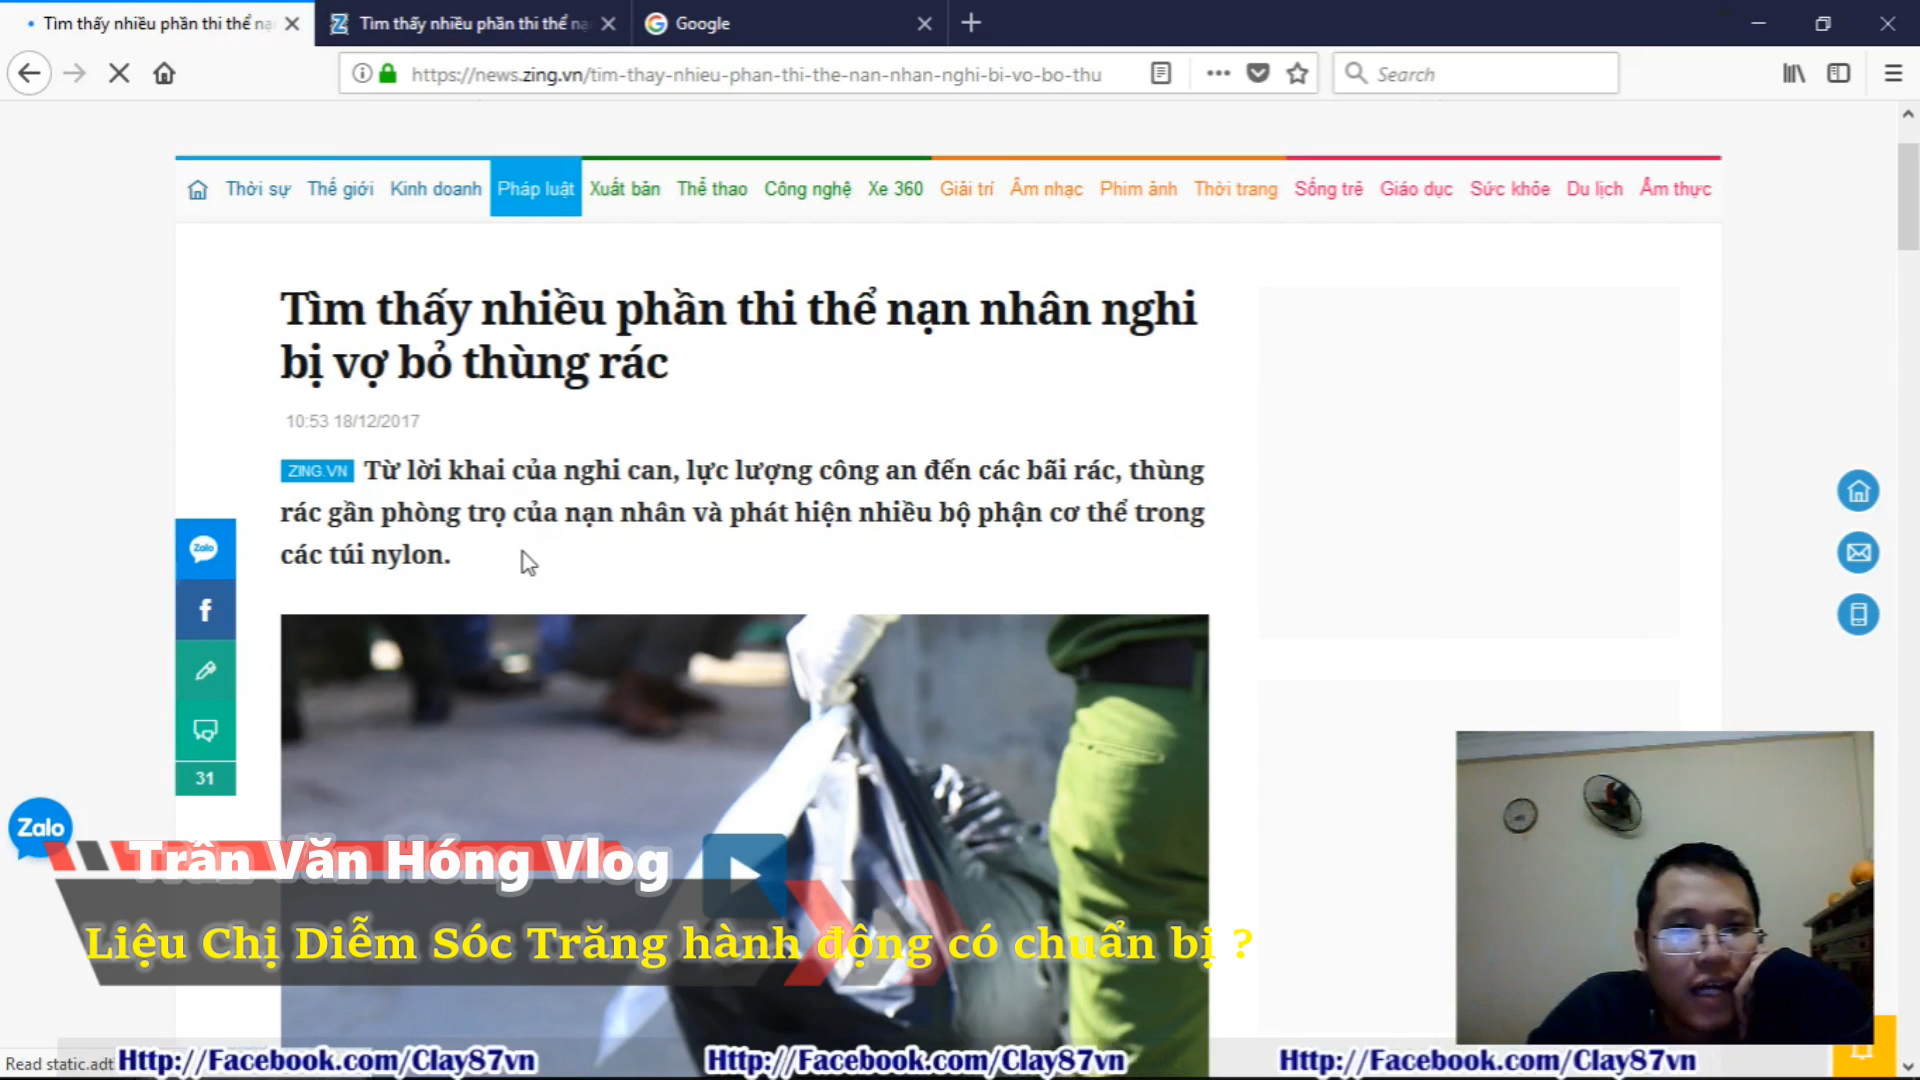 Tìm thấy nhiều phần thi thể nạ
Tìm thấy nhiều phần thi thể nạ
Google
https://news.zing.vn/tim-thay-nhieu-phan-thi-the-nan-nhan-nghi-bi-vo-bo-thu
Search
Thời sự Thế giới Kinh doanh Pháp luật Xuất bản Thể thao Công nghệ Xe 360 Giải trí Âm nhạc Phim ảnh Thời trang Sống trẻ Giáo dục Sức khỏe Du lịch Ẩm thực
Tìm thấy nhiều phần thi thể nạn nhân nghi
bị vợ bỏ thùng rác
10:53 18/12/2017
ZING.VN Từ lời khai của nghi can, lực lượng công an đến các bãi rác, thùng
rác gần phòng trọ của nạn nhân và phát hiện nhiều bộ phận cơ thể trong
các túi nylon.
Zalo
f
31
Zalo
Trần Văn Hóng Vlog
Liệu Chị Diễm Sóc Trăng hành động có chuẩn bị ?
Read static.adt
Http://Facebook.com/Clay87vn Http://Facebook.com/Clay87vn Http://Facebook.com/Clay87vn